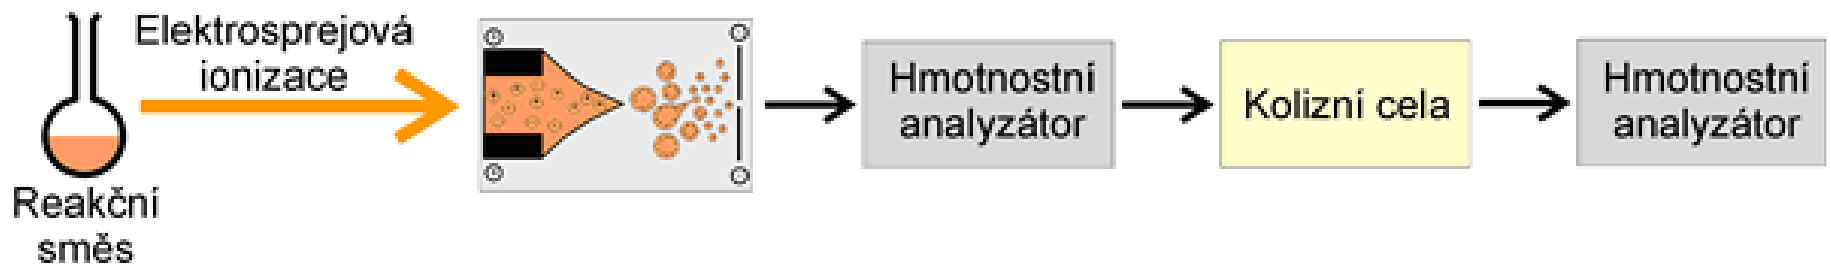 Elektrosprejová
ionizace
Reakční
směs
Hmotnostní
analyzátor
Kolizní cela
Hmotnostní
analyzátor